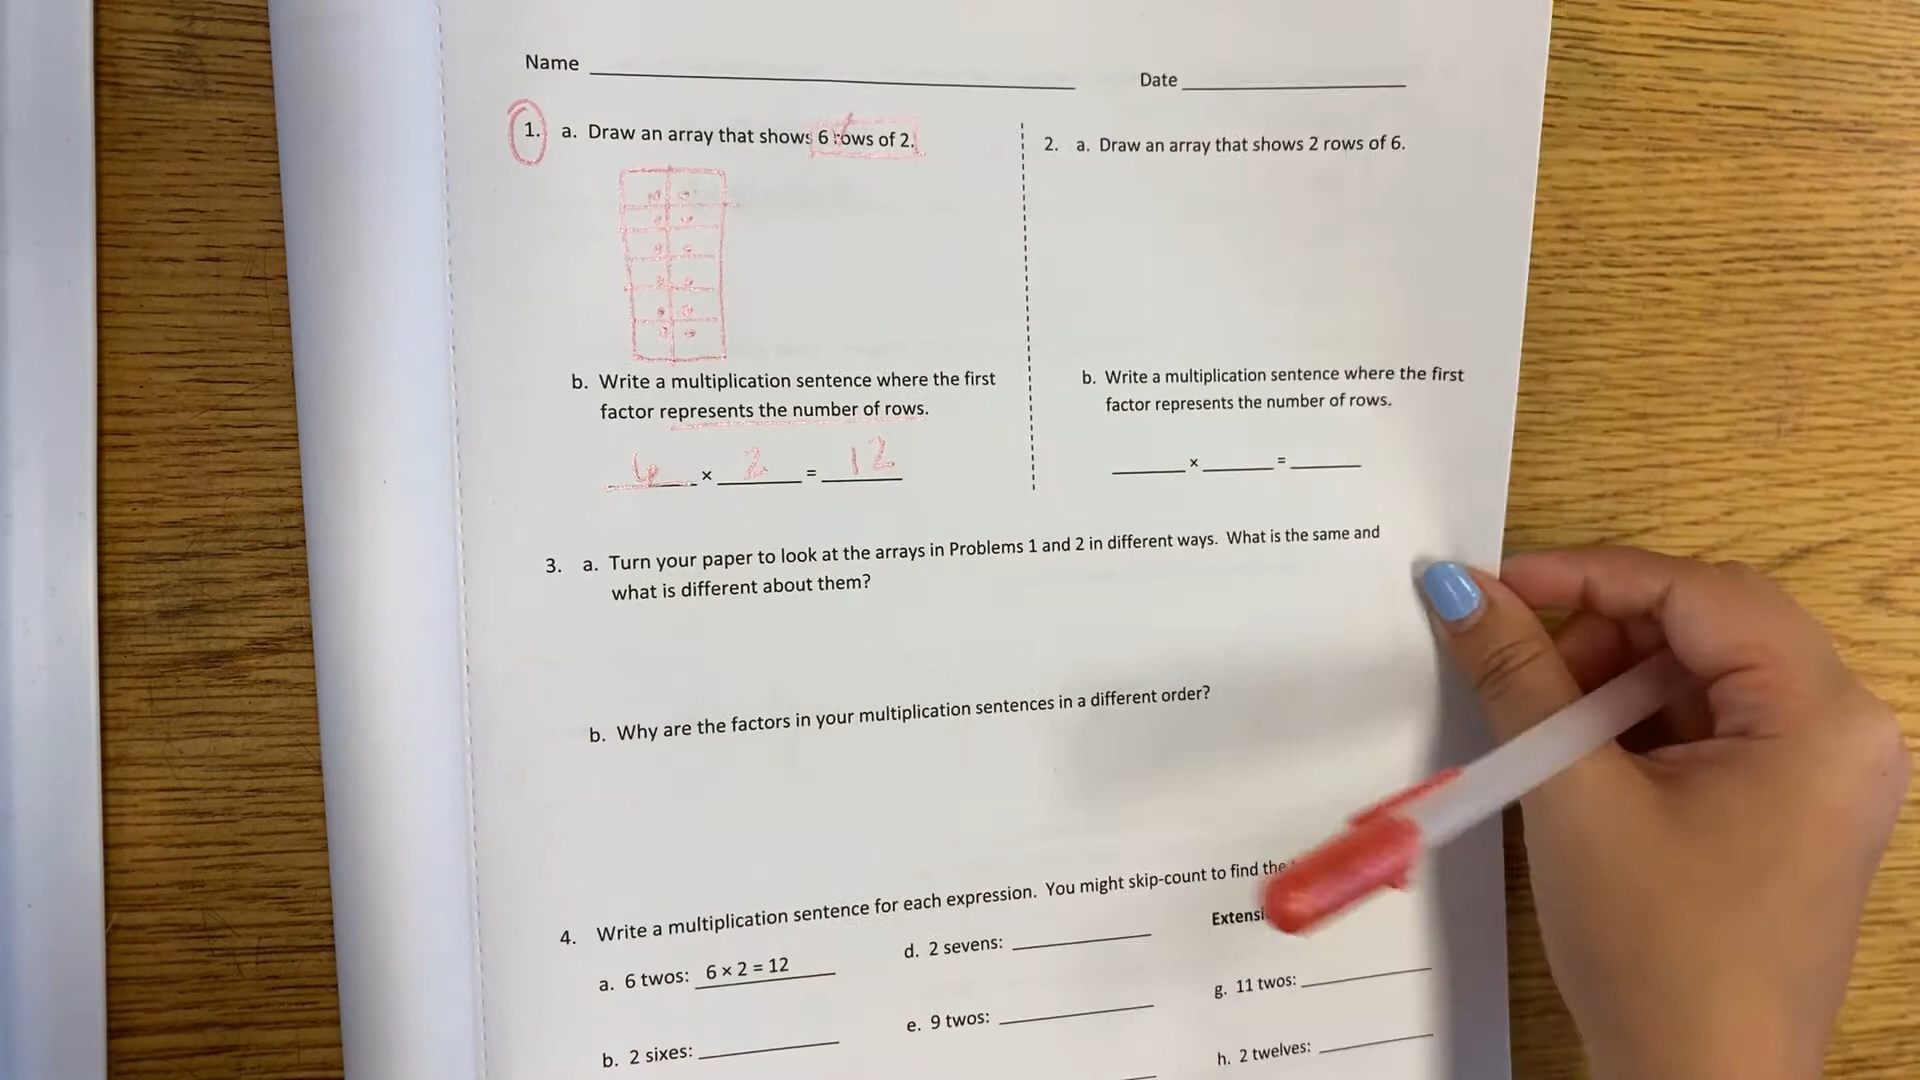 Name
Date
1. a. Draw an array that shows 6 rows of 2.
b. Write a multiplication sentence where the first
factor represents the number of rows.
6 × 2 = 12
2. a. Draw an array that shows 2 rows of 6.
b. Write a multiplication sentence where the first
factor represents the number of rows.
× =
3. a. Turn your paper to look at the arrays in Problems 1 and 2 in different ways. What is the same and
what is different about them?
b. Why are the factors in your multiplication sentences in a different order?
4. Write a multiplication sentence for each expression. You might skip-count to find the
a. 6 twos: 6 × 2 = 12
b. 2 sixes:
d. 2 sevens:
e. 9 twos:
g. 11 twos:
h. 2 twelves: